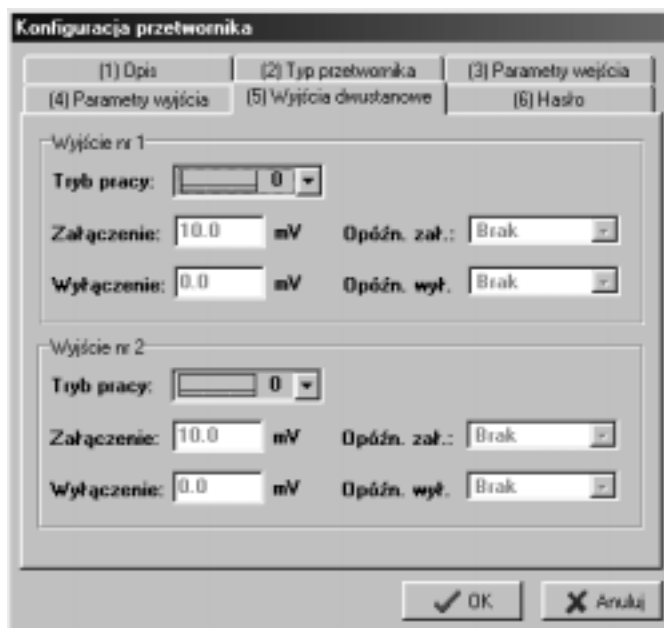 Konfiguracja przetwornika
(1) Opis (2) Typ przetwornika (3) Parametry wejścia
(4) Parametry wyjścia (5) Wyjścia dwustanowe (6) Hasło
Wyjście nr 1
Tryb pracy: 0
Załączenie: 10.0 mV Opóźn. zał.: Brak
Wyłączenie: 0.0 mV Opóźn. wył. Brak
Wyjście nr 2
Tryb pracy: 0
Załączenie: 10.0 mV Opóźn. zał.: Brak
Wyłączenie: 0.0 mV Opóźn. wył. Brak
OK Anuluj